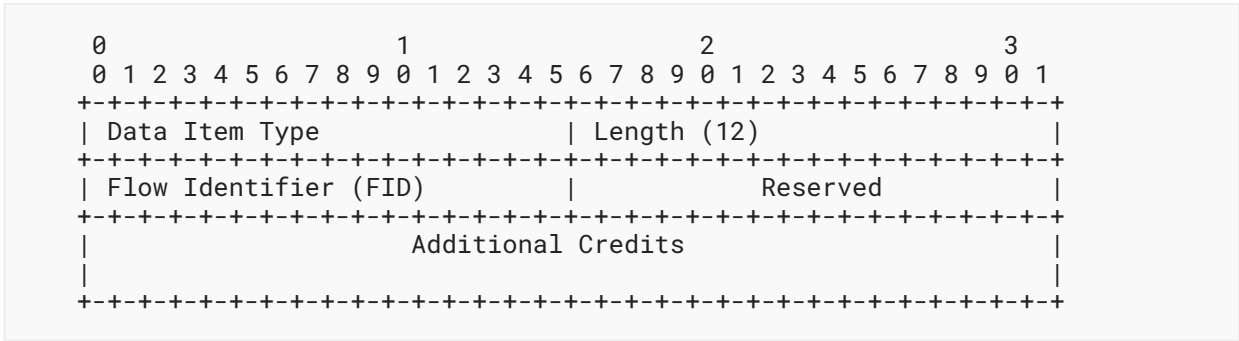 0                   1                   2                   3
 0 1 2 3 4 5 6 7 8 9 0 1 2 3 4 5 6 7 8 9 0 1 2 3 4 5 6 7 8 9 0 1
+-+-+-+-+-+-+-+-+-+-+-+-+-+-+-+-+-+-+-+-+-+-+-+-+-+-+-+-+-+-+-+-+
| Data Item Type                | Length (12)                   |
+-+-+-+-+-+-+-+-+-+-+-+-+-+-+-+-+-+-+-+-+-+-+-+-+-+-+-+-+-+-+-+-+
| Flow Identifier (FID)         |            Reserved           |
+-+-+-+-+-+-+-+-+-+-+-+-+-+-+-+-+-+-+-+-+-+-+-+-+-+-+-+-+-+-+-+-+
|                     Additional Credits                        |
|                                                               |
+-+-+-+-+-+-+-+-+-+-+-+-+-+-+-+-+-+-+-+-+-+-+-+-+-+-+-+-+-+-+-+-+